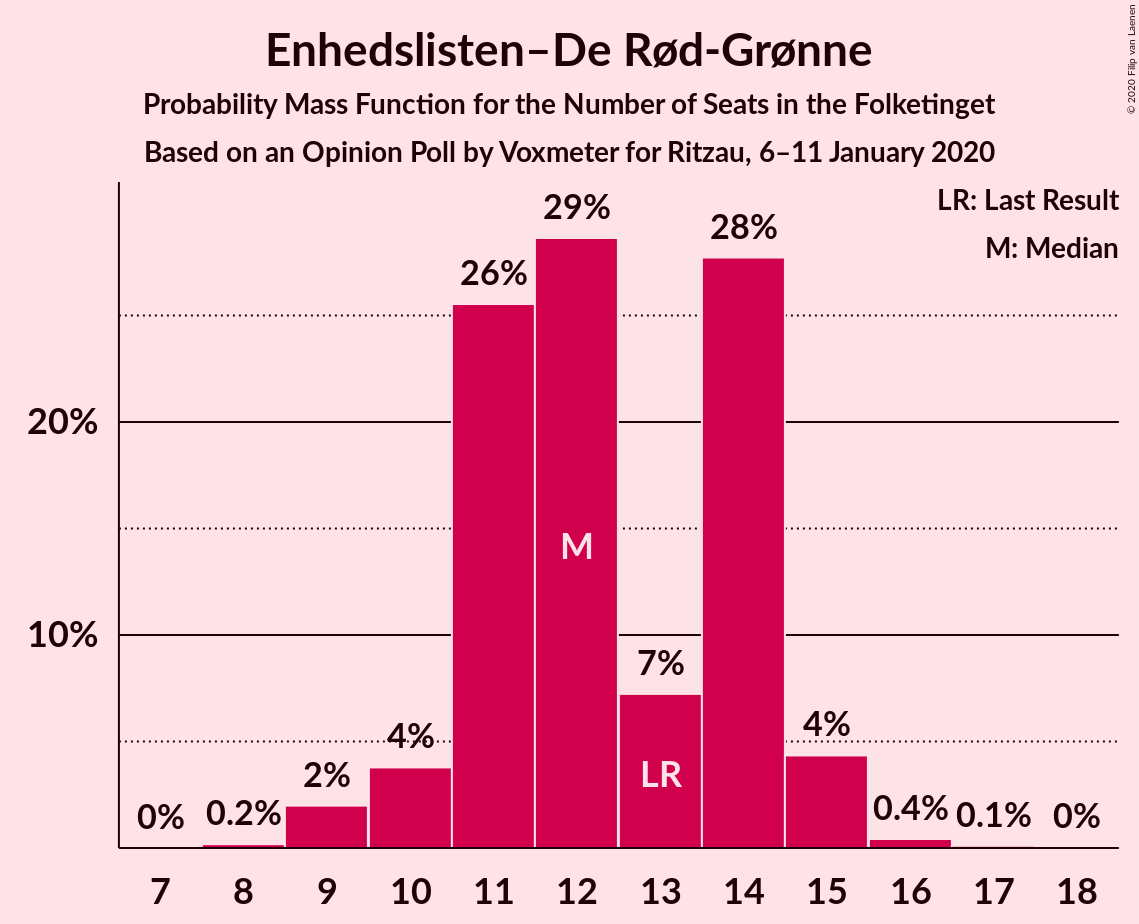 Enhedslisten–De Rød-Grønne
Probability Mass Function for the Number of Seats in the Folketinget
Based on an Opinion Poll by Voxmeter for Ritzau, 6–11 January 2020
© 2020 Filip van Laenen
LR: Last Result
M: Median
20%
10%
0%
0.2%
2%
4%
26%
29%
7%
28%
4%
0.4%
0.1%
0%
M
LR
7 8 9 10 11 12 13 14 15 16 17 18